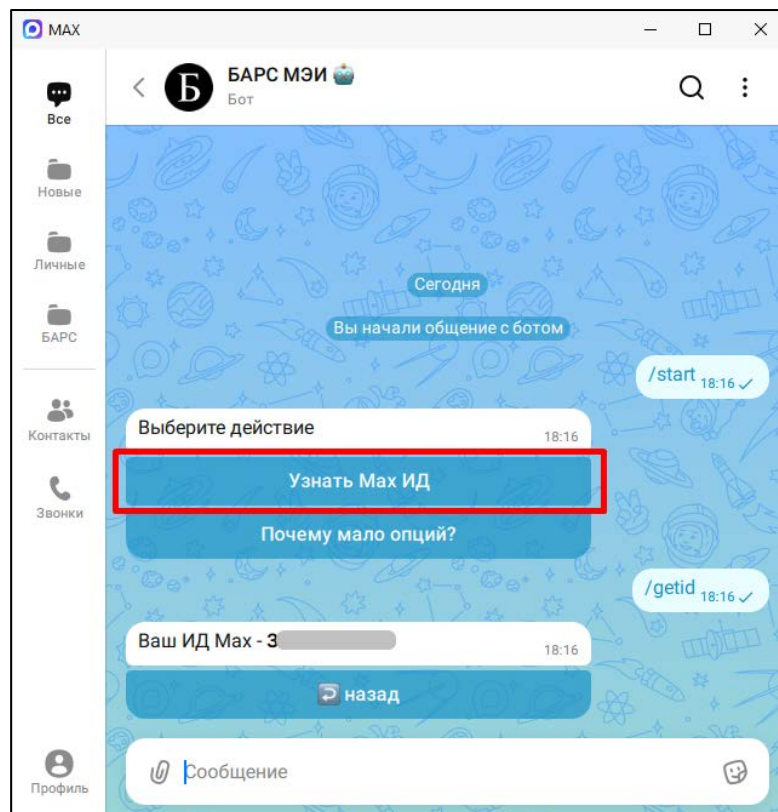 MAX
БАРС МЭИ
Бот
Все
Новые
Личные
БАРС
Контакты
Звонки
Профиль
Сегодня
Вы начали общение с ботом
/start 18:16
Выберите действие 18:16
Узнать Мах ИД
Почему мало опций?
/getid 18:16
Ваш ИД Мах - 3
18:16
назад
Сообщение